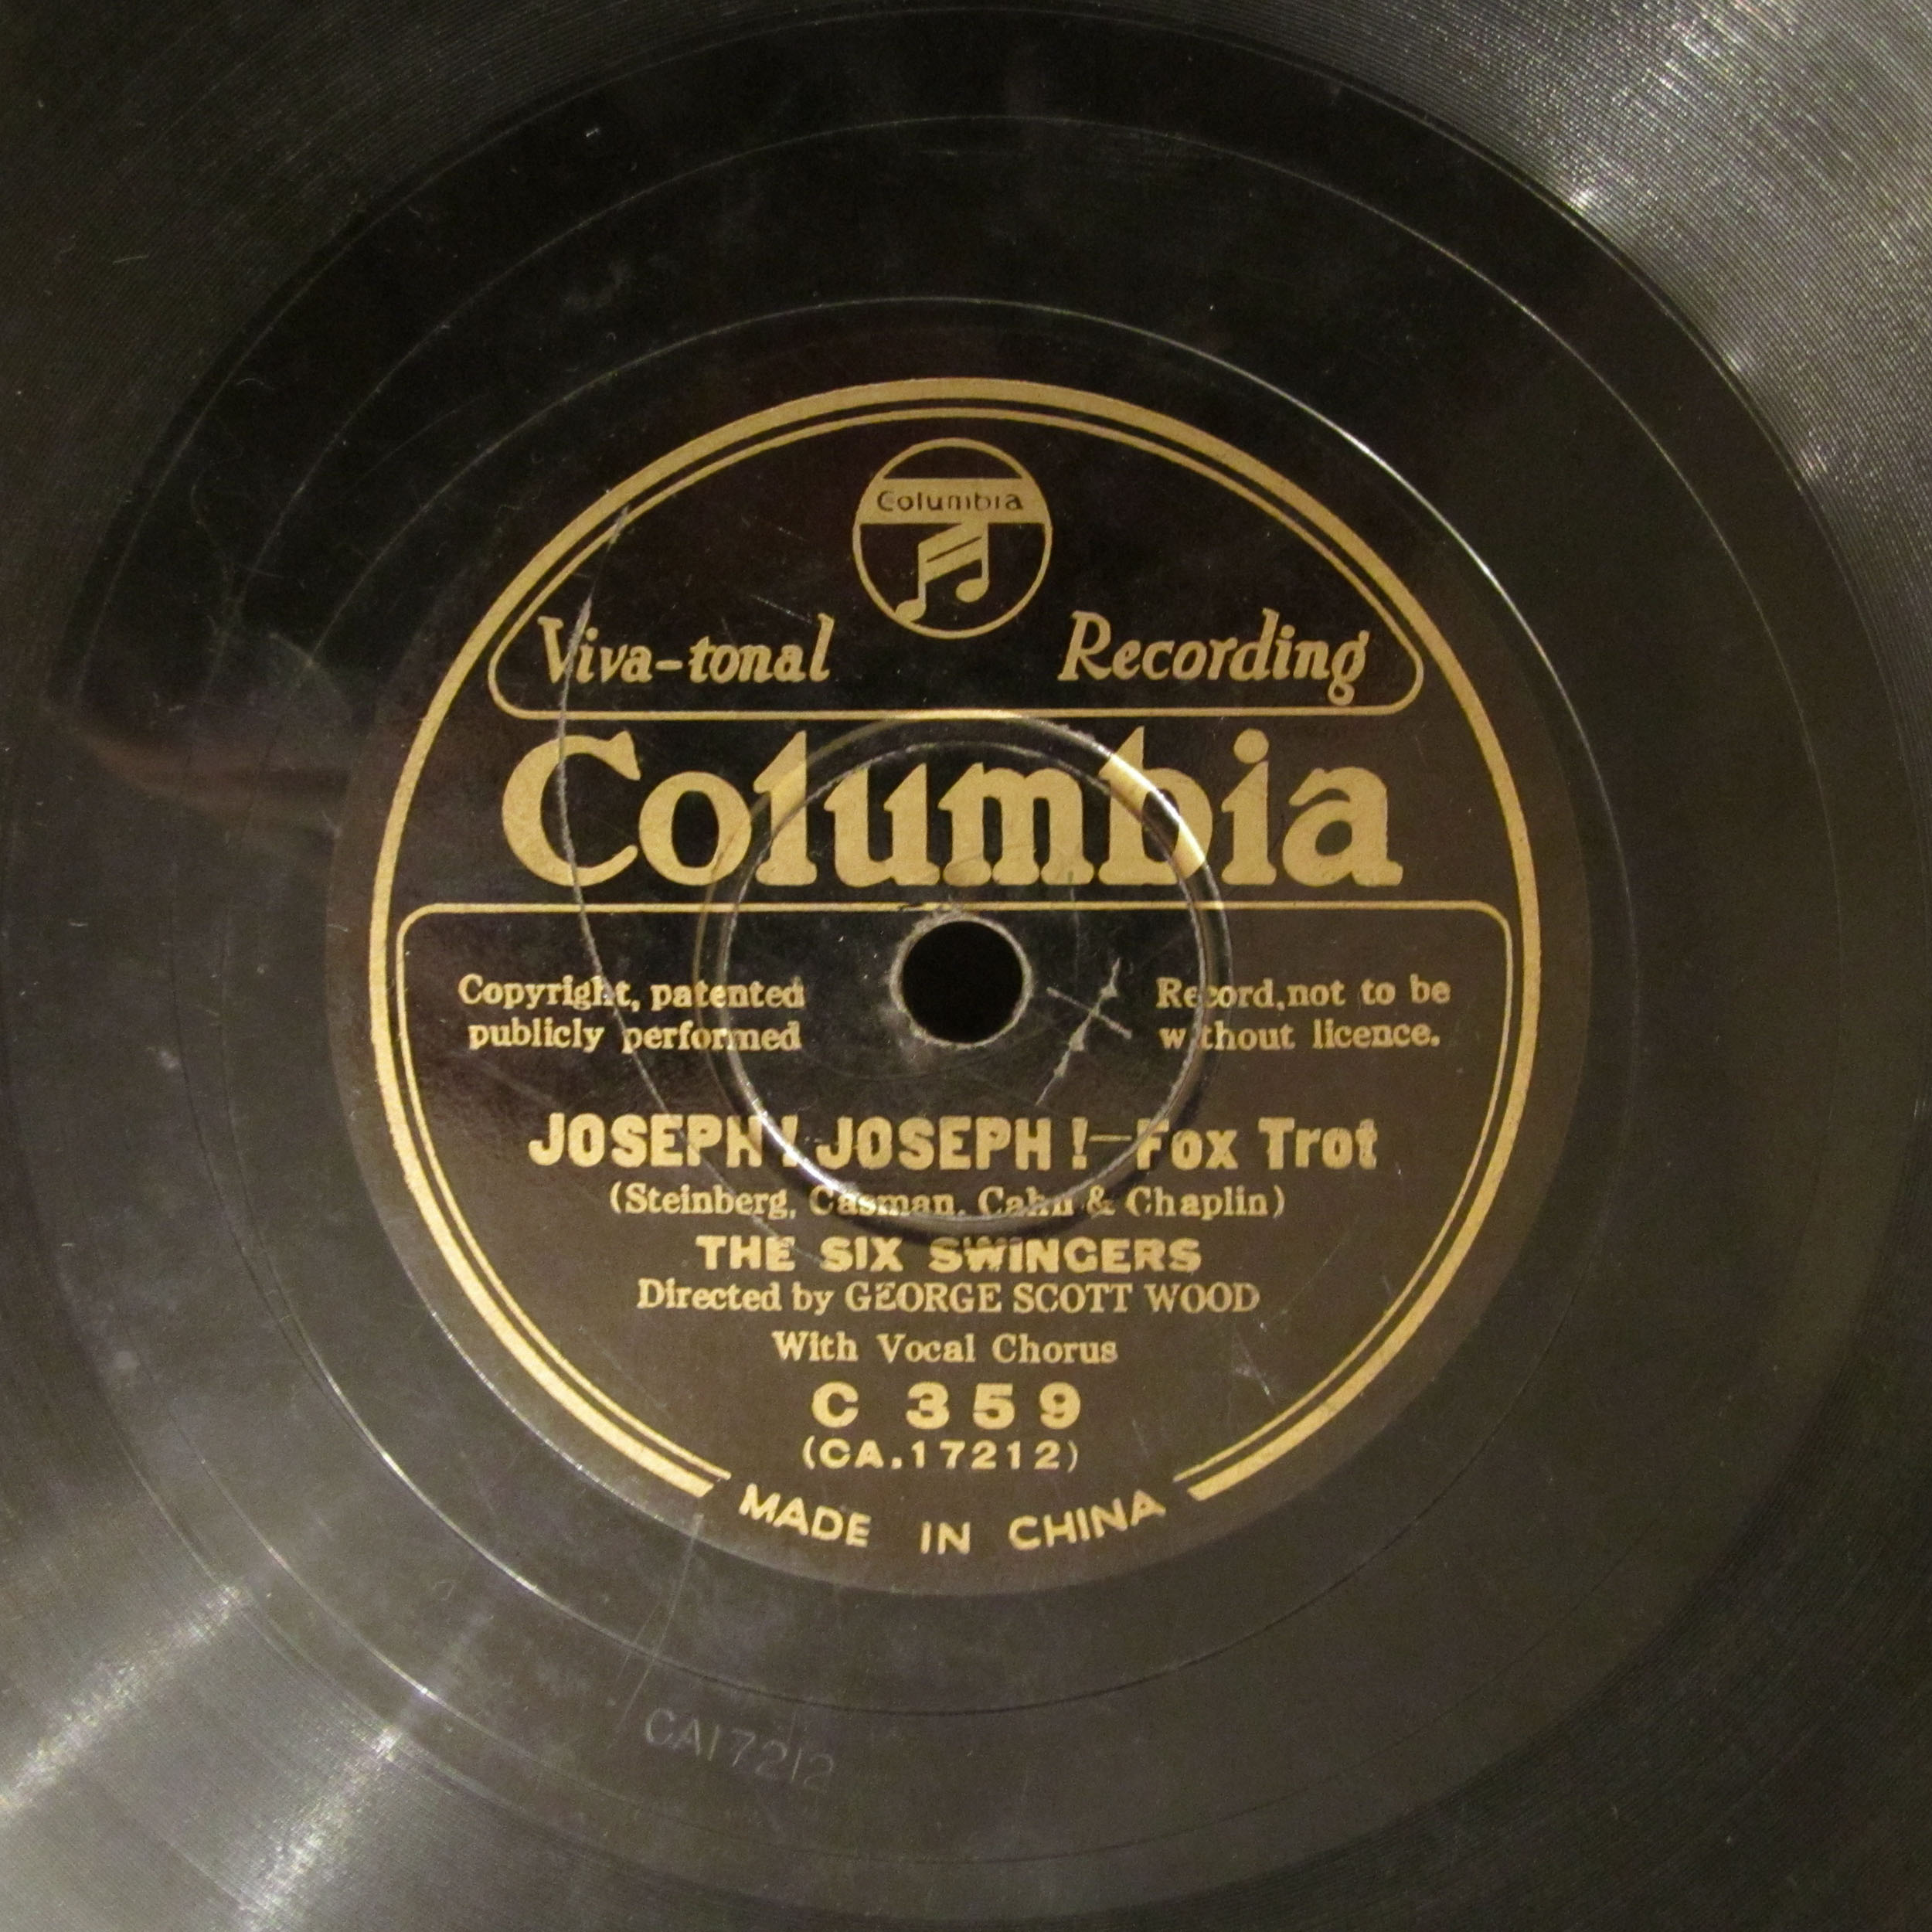 Columbia
Viva-tonal Recording
Columbia
Copyright, patented Record, not to be
publicly performed without licence.
JOSEPH! JOSEPH!—Fox Trot
(Steinberg, Casman, Cahn & Chaplin)
THE SIX SWINGERS
Directed by GEORGE SCOTT WOOD
With Vocal Chorus
C 359
(CA.17212)
MADE IN CHINA
CA17212